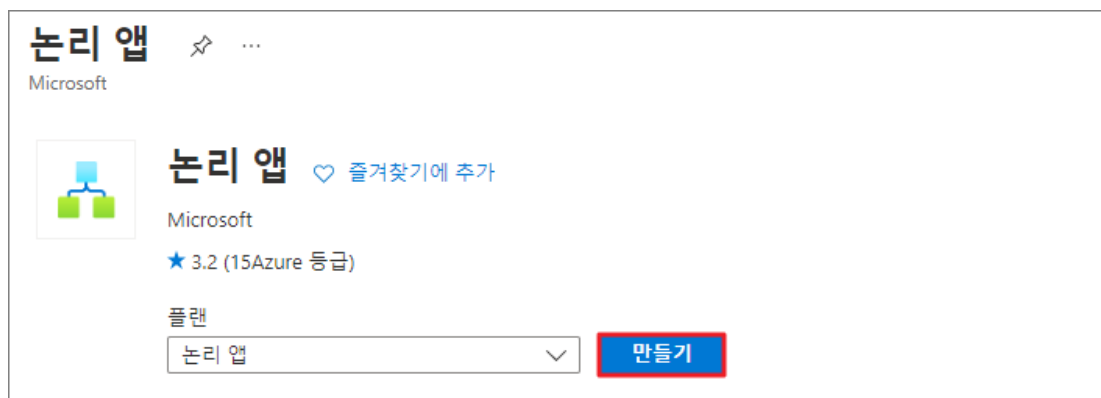 논리 앱 ...
Microsoft
논리 앱 즐겨찾기에 추가
Microsoft
3.2 (15Azure 등급)
플랜
논리 앱 만들기